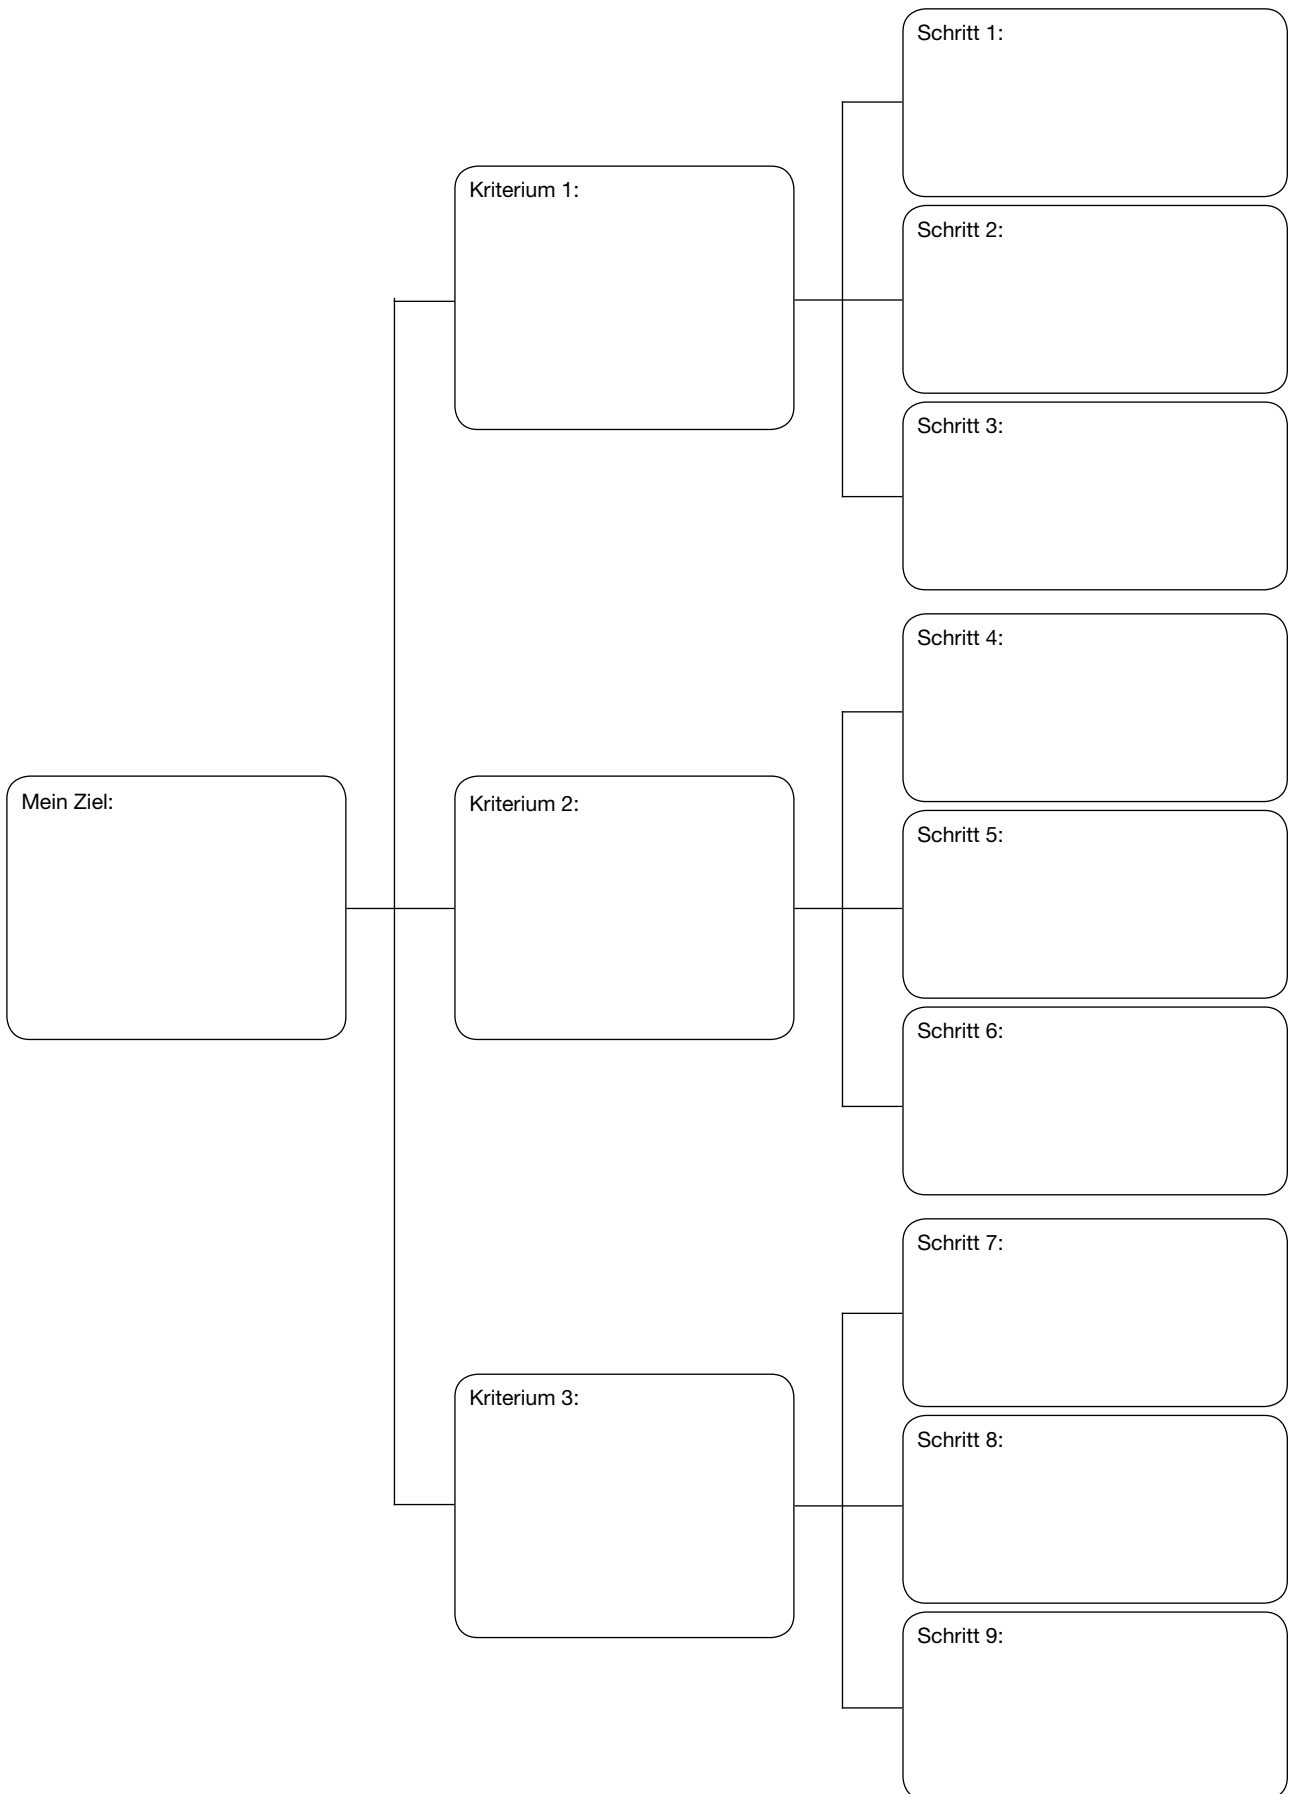 Mein Ziel:
Kriterium 1:
Schritt 1:
Schritt 2:
Schritt 3:
Kriterium 2:
Schritt 4:
Schritt 5:
Schritt 6:
Kriterium 3:
Schritt 7:
Schritt 8:
Schritt 9: